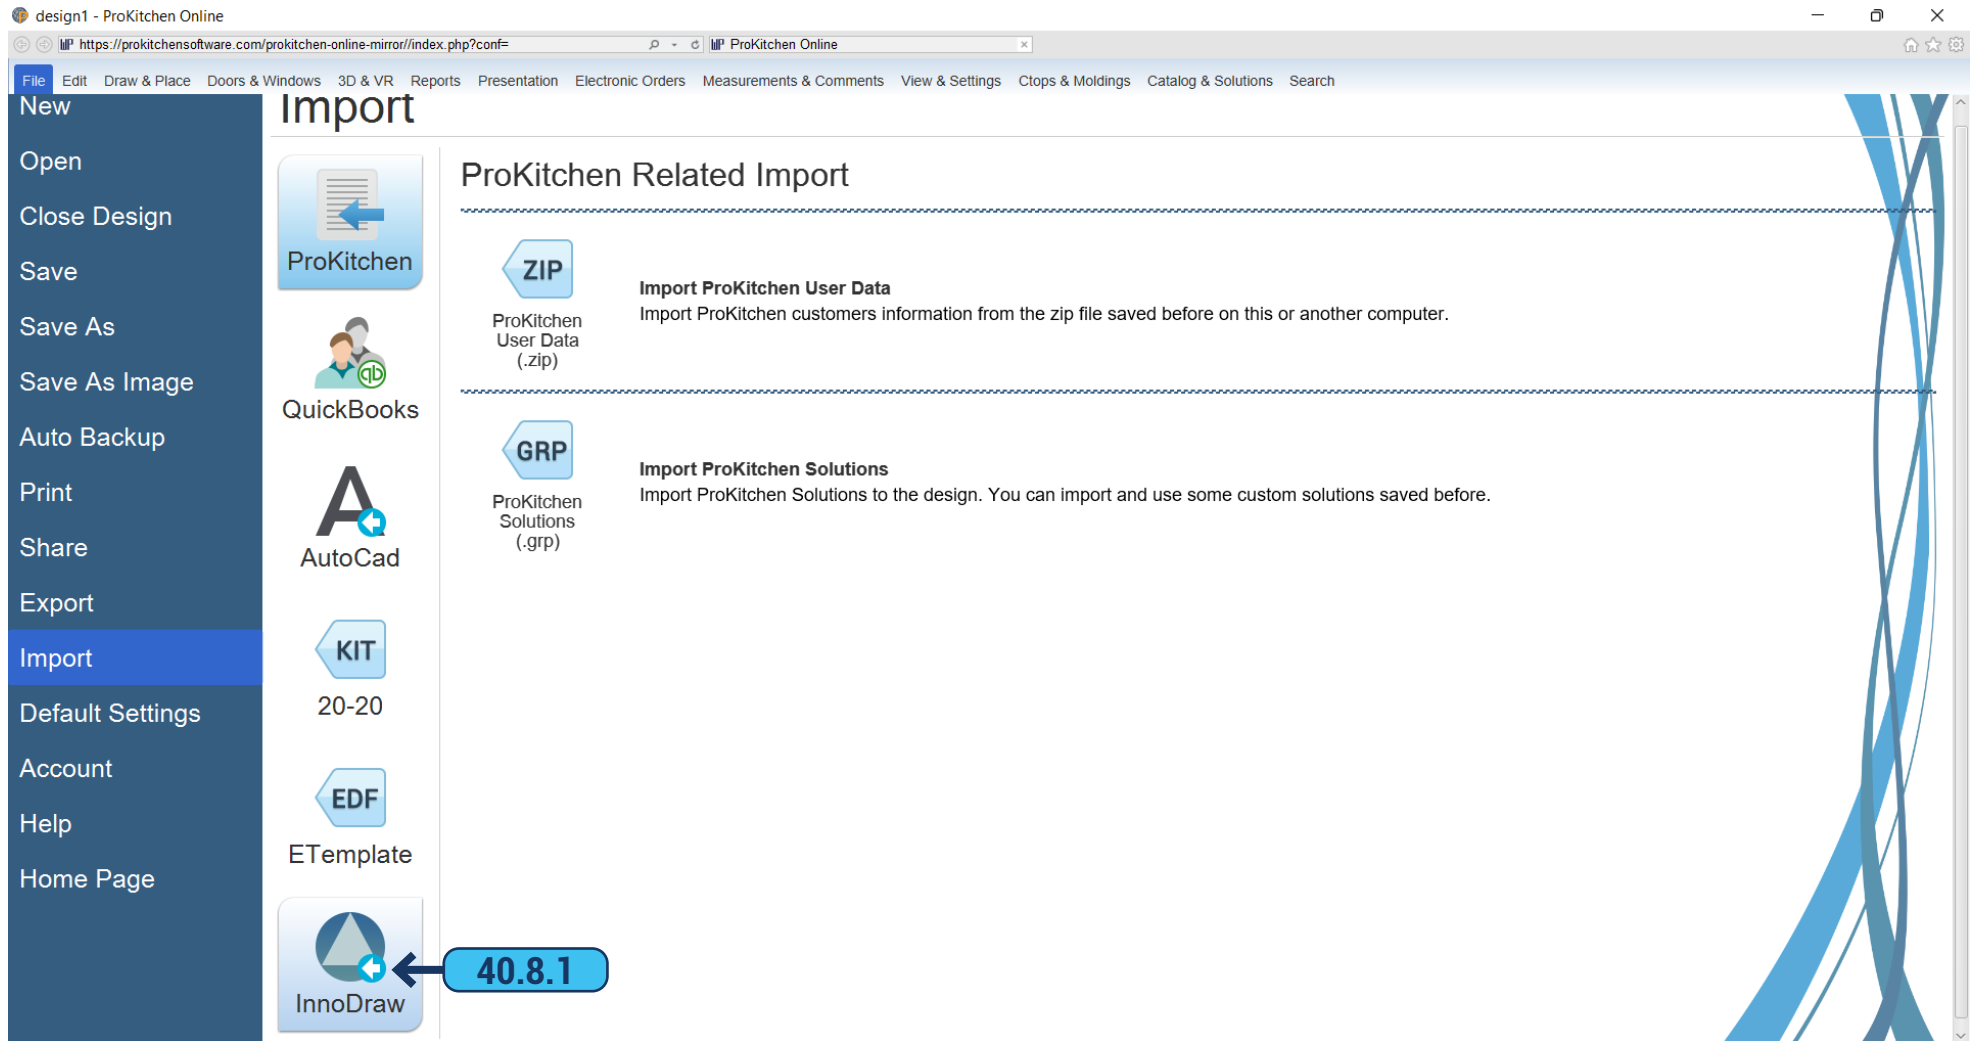 design1 - ProKitchen Online
https://prokitchensoftware.com/prokitchen-online-mirror//index.php?conf=
ProKitchen Online
File Edit Draw & Place Doors & Windows 3D & VR Reports Presentation Electronic Orders Measurements & Comments View & Settings Ctops & Moldings Catalog & Solutions Search
New
Open
Close Design
Save
Save As
Save As Image
Auto Backup
Print
Share
Export
Import
Default Settings
Account
Help
Home Page
Import
ProKitchen
QuickBooks
qb
AutoCad
KIT
20-20
EDF
ETemplate
InnoDraw
40.8.1
ProKitchen Related Import
ZIP
ProKitchen
User Data
(.zip)
Import ProKitchen User Data
Import ProKitchen customers information from the zip file saved before on this or another computer.
GRP
ProKitchen
Solutions
(.grp)
Import ProKitchen Solutions
Import ProKitchen Solutions to the design. You can import and use some custom solutions saved before.